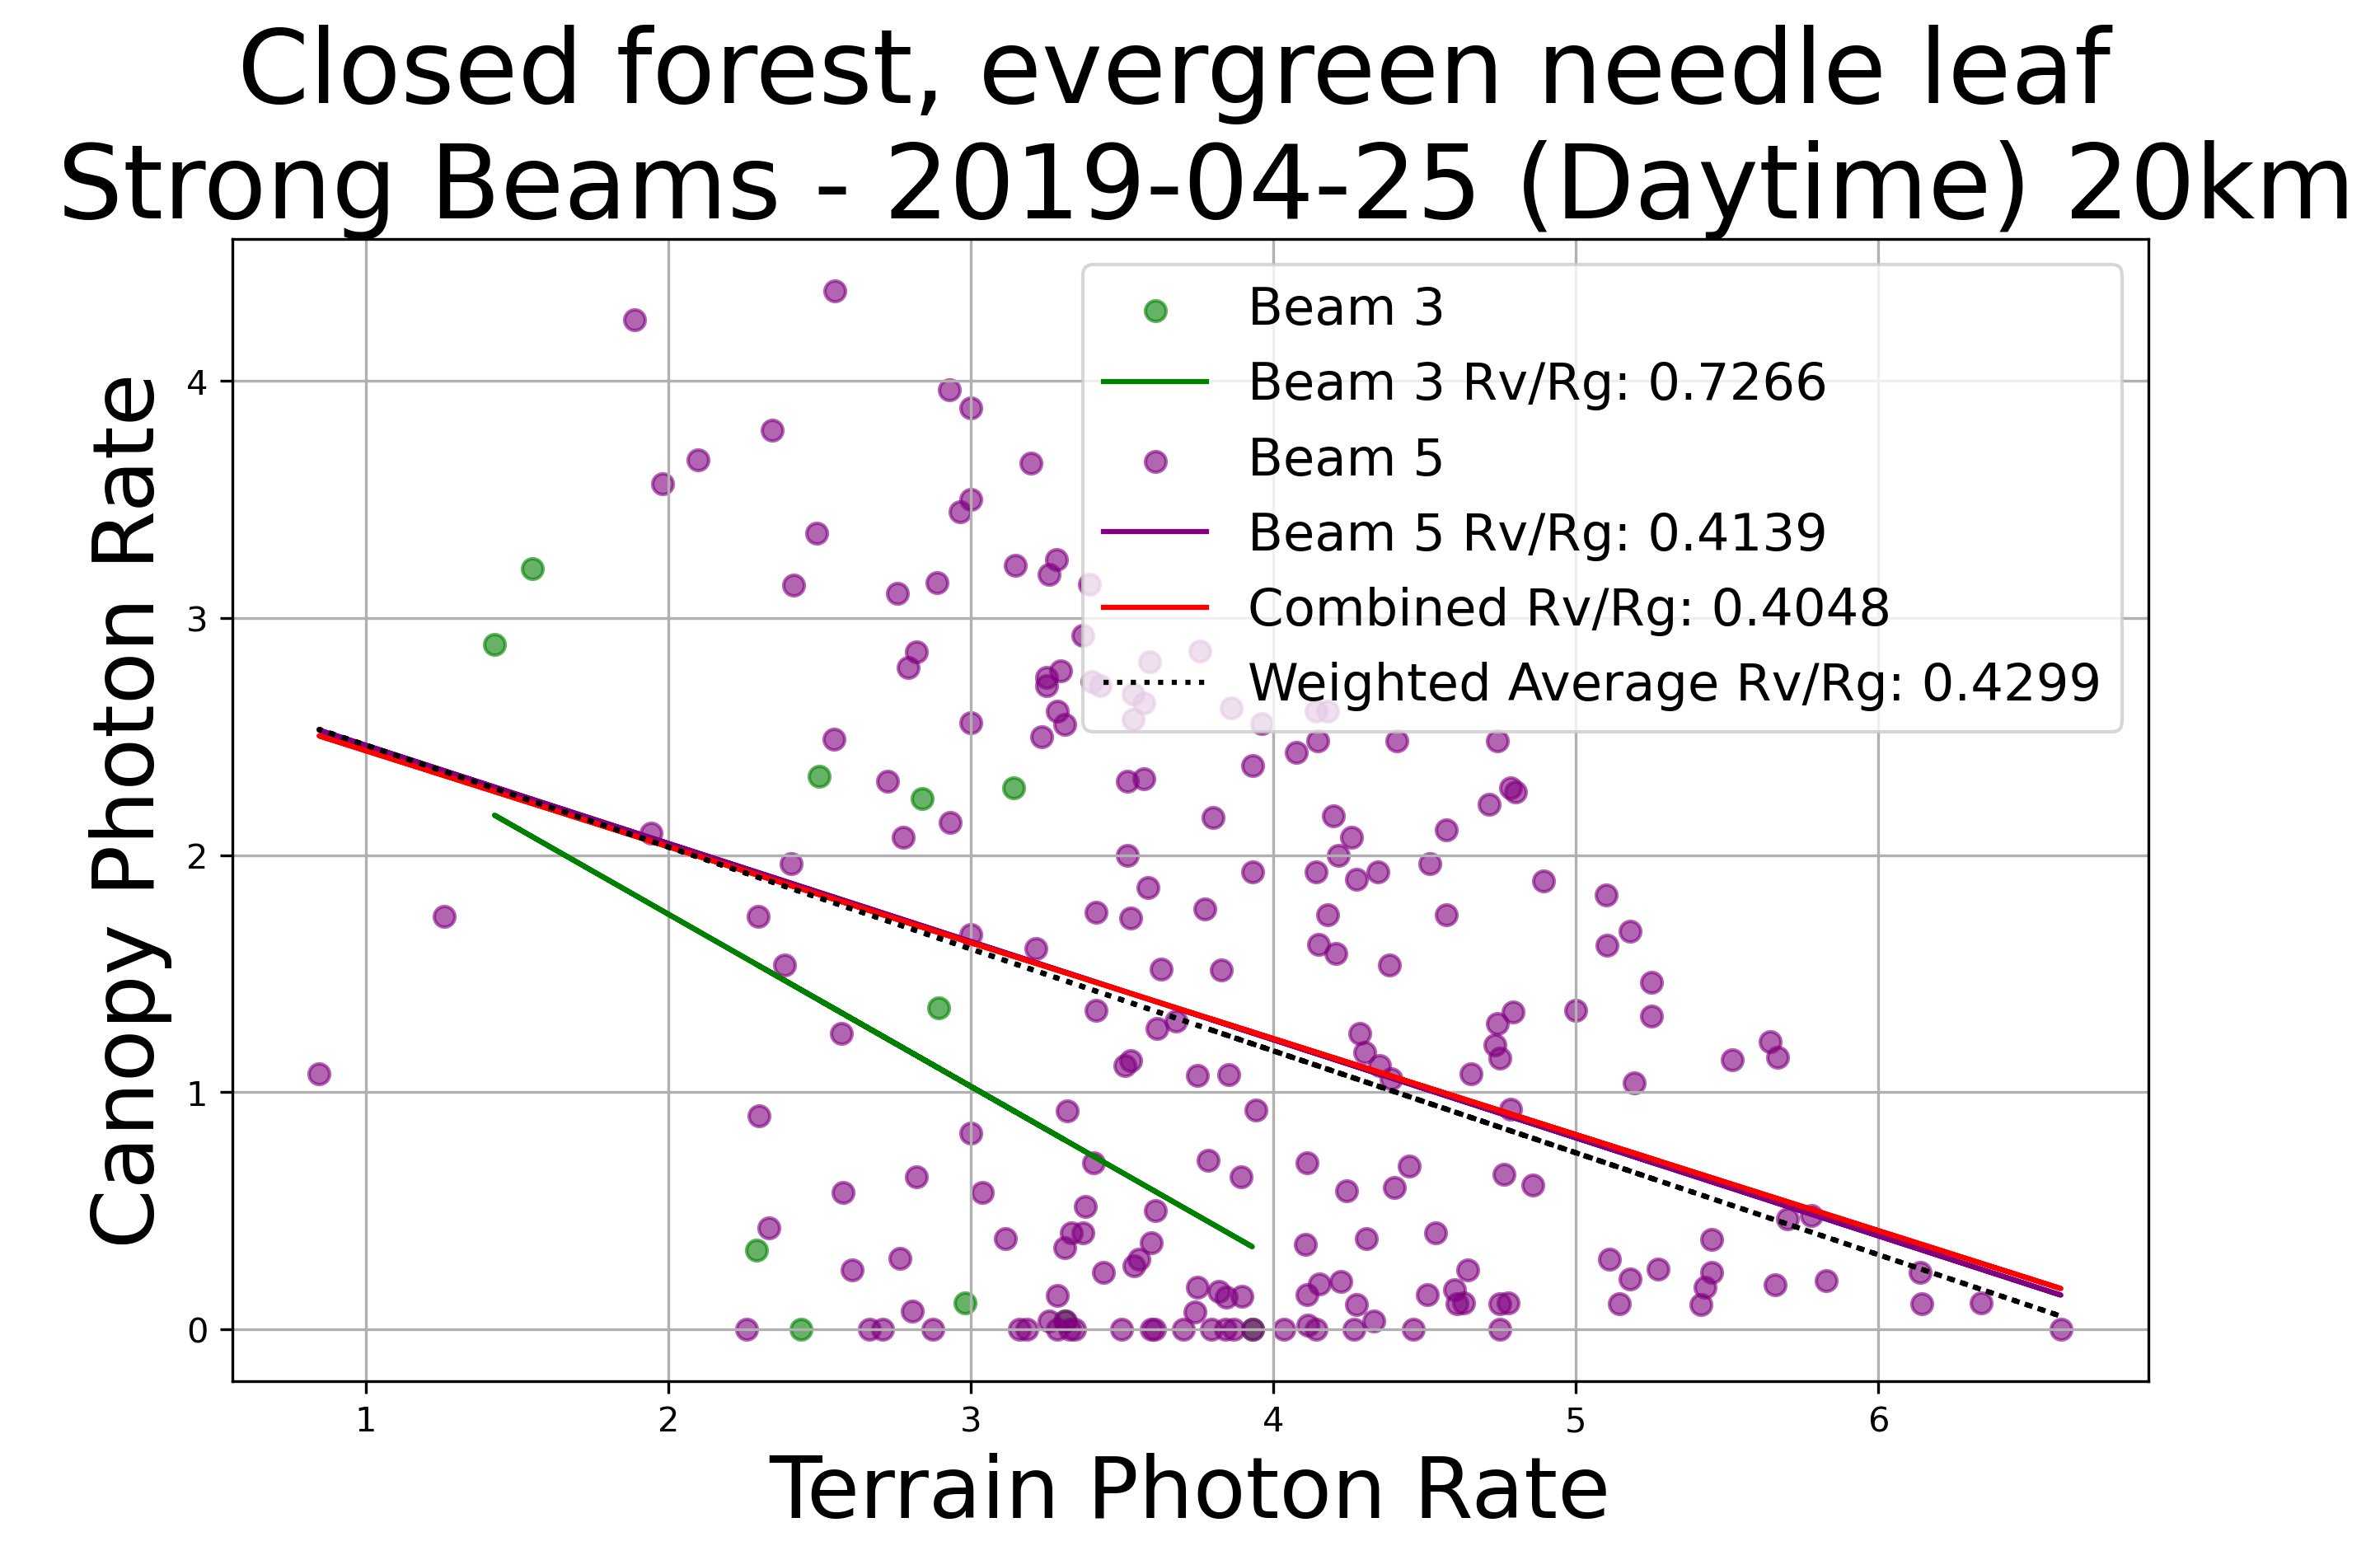 Closed forest, evergreen needle leaf
Strong Beams - 2019-04-25 (Daytime) 20km
Beam 3
Beam 3 Rv/Rg: 0.7266
Beam 5
Beam 5 Rv/Rg: 0.4139
Combined Rv/Rg: 0.4048
Weighted Average Rv/Rg: 0.4299
Canopy Photon Rate
4
3
2
1
0
1 2 3 4 5 6
Terrain Photon Rate